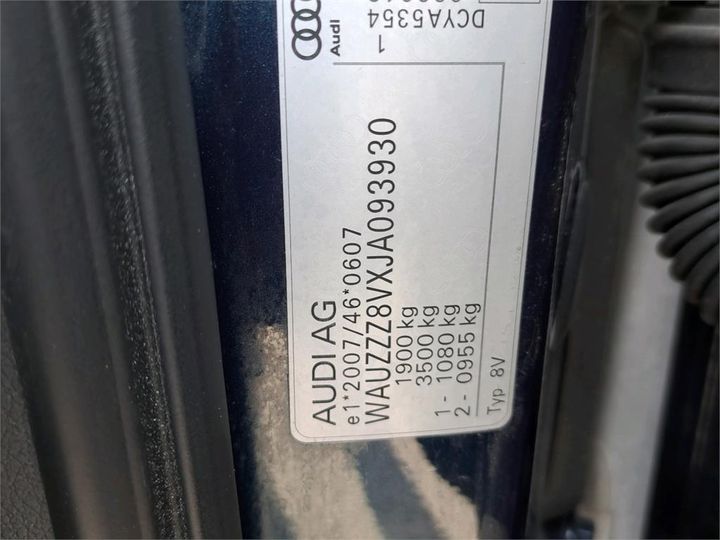 AUDI AG
e1*2007/46*0607
WAUZZZ8VXJA093930
1900 kg
3500 kg
1 - 1080 kg
2 - 0955 kg
Typ 8V
Audi
1
DCYA5354